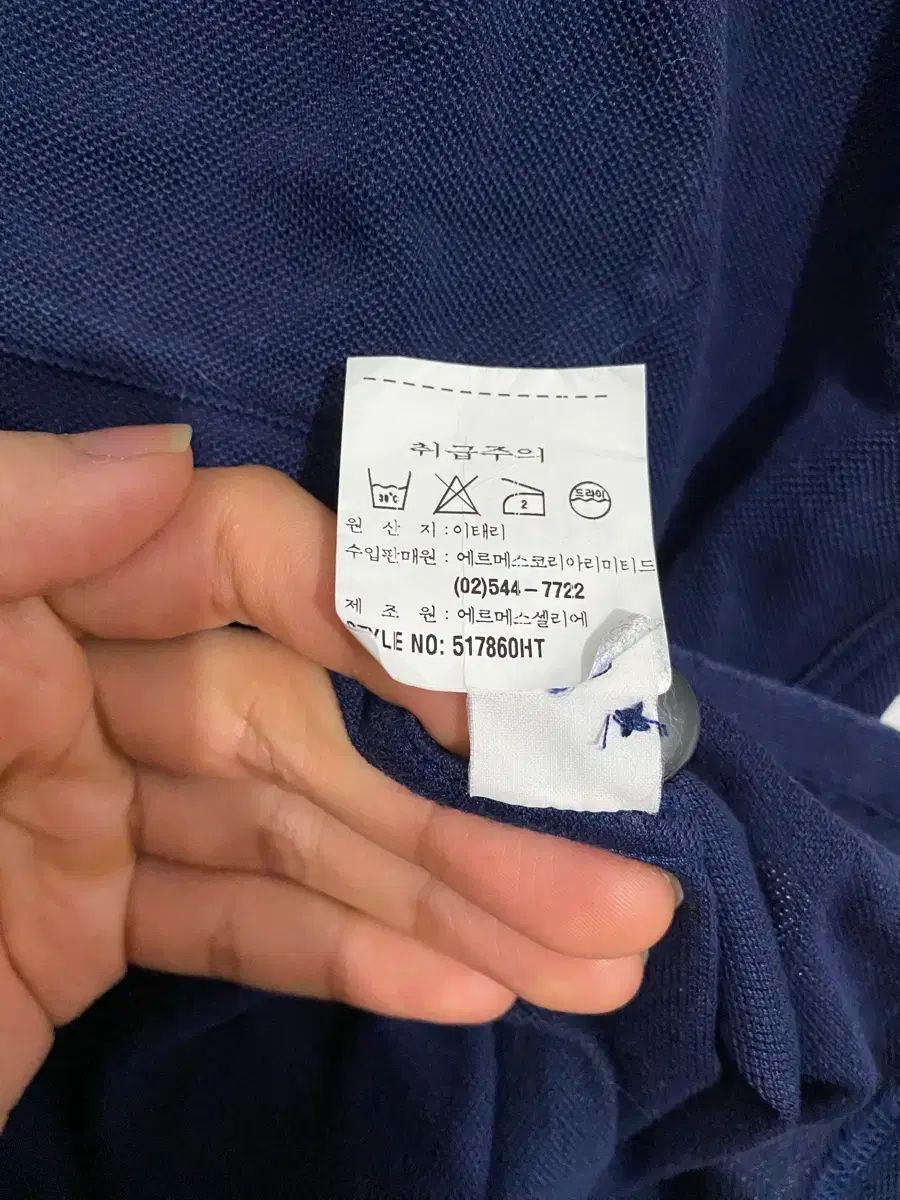 취급주의
30℃ 2 드라이
원 산 지 : 이태리
수입판매원 : 에르메스코리아리미티드
(02)544-7722
제 조 원 : 에르메스셀리에
STYLE NO: 517860HT